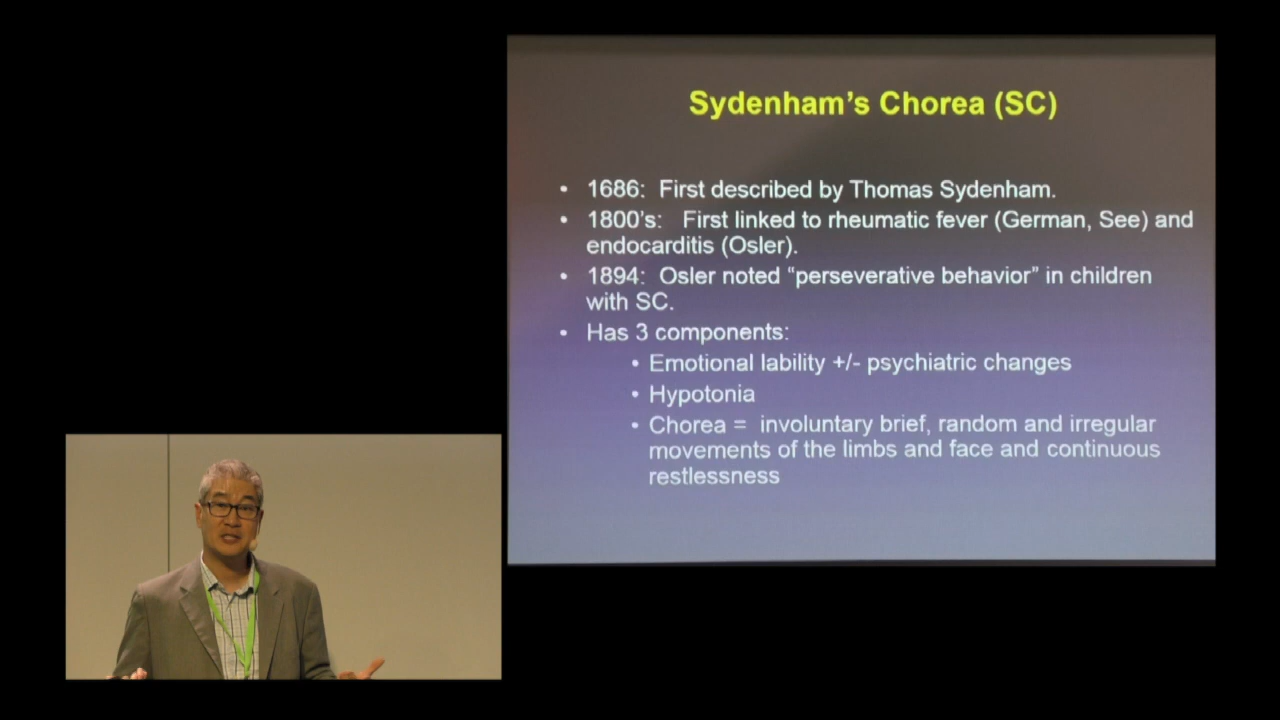 Sydenham's Chorea (SC)
• 1686: First described by Thomas Sydenham.
• 1800's: First linked to rheumatic fever (German, See) and
endocarditis (Osler).
• 1894: Osler noted “perseverative behavior” in children
with SC.
• Has 3 components:
• Emotional lability +/- psychiatric changes
• Hypotonia
• Chorea = involuntary brief, random and irregular
movements of the limbs and face and continuous
restlessness